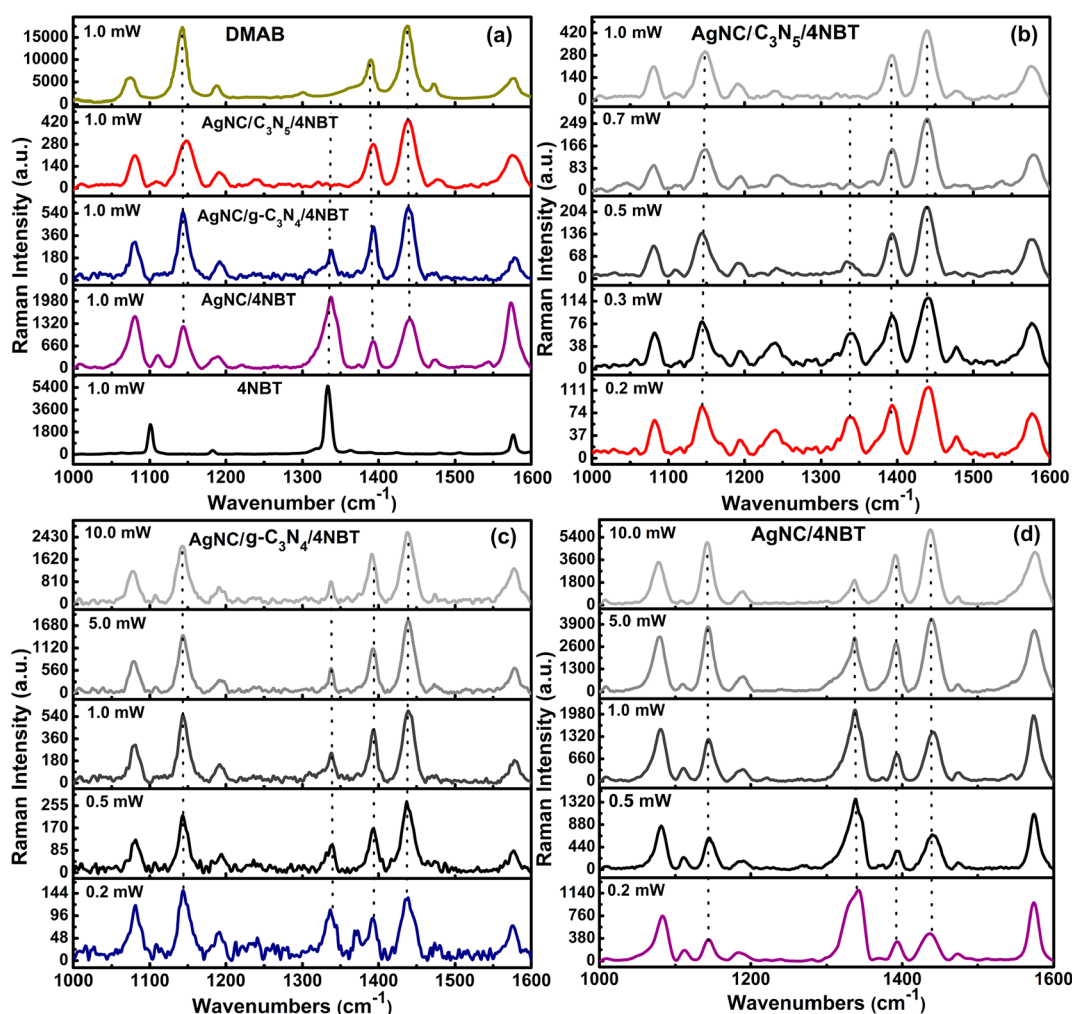 (a)
1.0 mW DMAB
15000
10000
5000
0
1.0 mW AgNC/C₃N₅/4NBT
420
280
140
0
1.0 mW AgNC/g-C₃N₄/4NBT
540
360
180
0
1.0 mW AgNC/4NBT
1980
1320
660
0
1.0 mW 4NBT
5400
3600
1800
0
1000 1100 1200 1300 1400 1500 1600
Wavenumber (cm⁻¹)
Raman Intensity (a.u.)
(b)
1.0 mW AgNC/C₃N₅/4NBT
420
280
140
0
0.7 mW
249
166
83
0
0.5 mW
204
136
68
0
0.3 mW
114
76
38
0
0.2 mW
111
74
37
0
1000 1100 1200 1300 1400 1500 1600
Wavenumbers (cm⁻¹)
Raman Intensity (a.u.)
(c)
10.0 mW AgNC/g-C₃N₄/4NBT
2430
1620
810
0
5.0 mW
1680
1120
560
0
1.0 mW
540
360
180
0
0.5 mW
255
170
85
0
0.2 mW
144
96
48
0
1000 1100 1200 1300 1400 1500 1600
Wavenumbers (cm⁻¹)
Raman Intensity (a.u.)
(d)
10.0 mW AgNC/4NBT
5400
3600
1800
0
5.0 mW
3900
2600
1300
0
1.0 mW
1980
1320
660
0
0.5 mW
1320
880
440
0
0.2 mW
1140
760
380
0
1000 1100 1200 1300 1400 1500 1600
Wavenumbers (cm⁻¹)
Raman Intensity (a.u.)